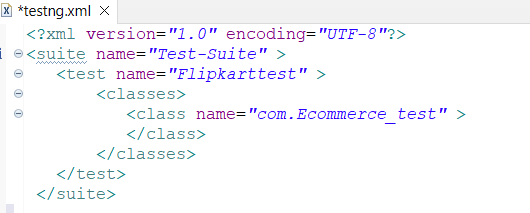 *testng.xml
<?xml version="1.0" encoding="UTF-8"?>
<suite name="Test-Suite" >
<test name="Flipkarttest" >
<classes>
<class name="com.Ecommerce_test" >
</class>
</classes>
</test>
</suite>